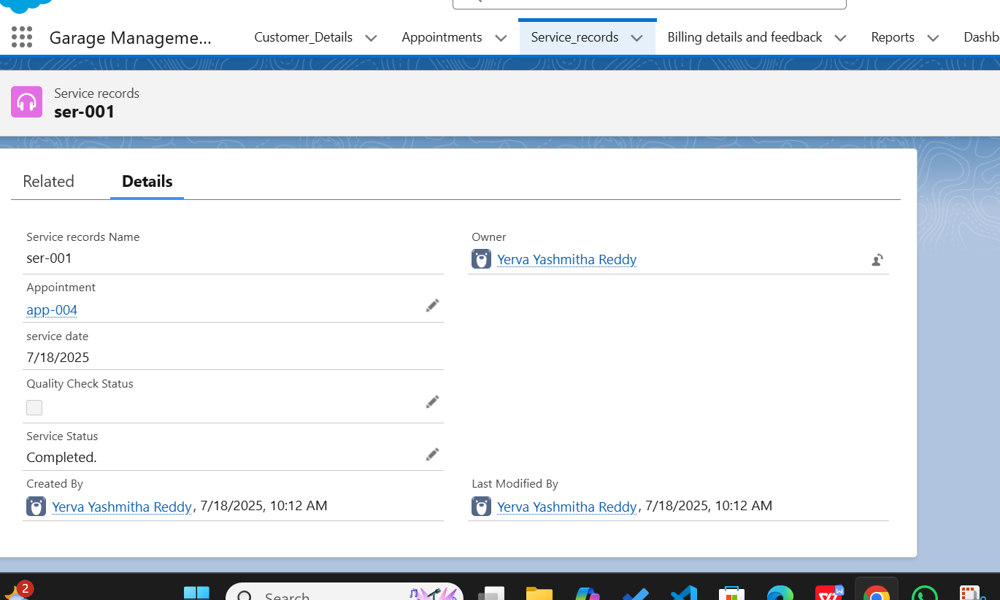 Garage Manageme...
Customer_Details
Appointments
Service_records
Billing details and feedback
Reports
Dashb
Service records
ser-001
Related
Details
Service records Name
ser-001
Owner
Yerva Yashmitha Reddy
Appointment
app-004
service date
7/18/2025
Quality Check Status
Service Status
Completed.
Created By
Yerva Yashmitha Reddy, 7/18/2025, 10:12 AM
Last Modified By
Yerva Yashmitha Reddy, 7/18/2025, 10:12 AM
2
Search